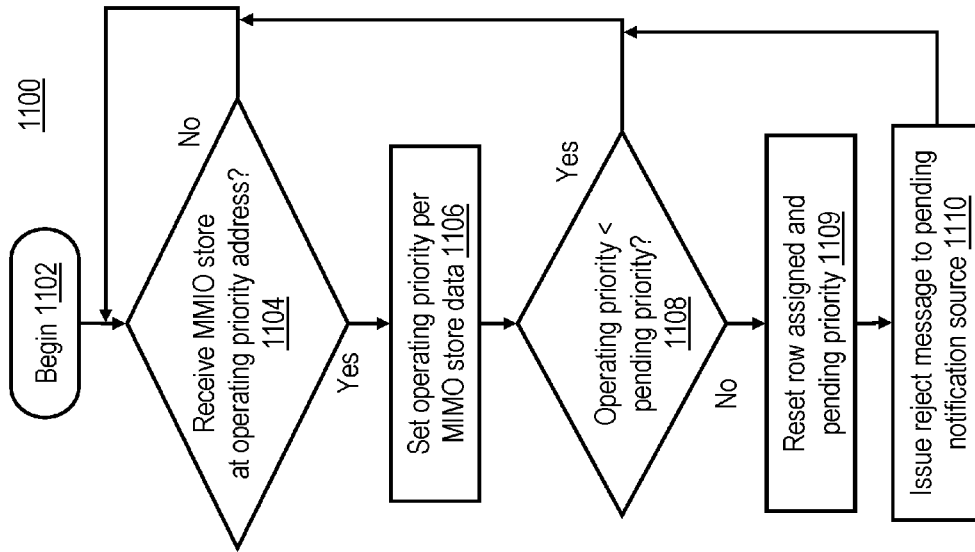 1100
Begin 1102
Receive MMIO store
at operating priority address?
1104
No
Yes
Set operating priority per
MIMO store data 1106
Operating priority <
pending priority?
1108
Yes
No
Reset row assigned and
pending priority 1109
Issue reject message to pending
notification source 1110